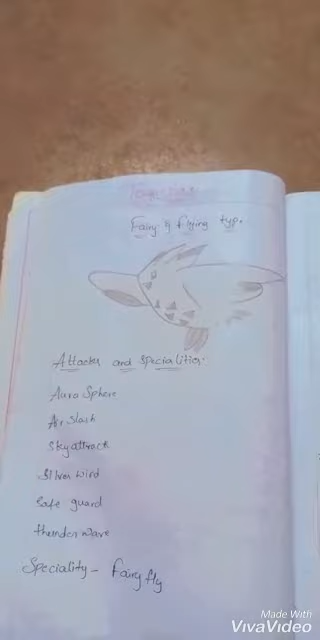 Fairy & flying type.
Attacks and Specialities.
Aura Sphere
Air slash
Sky attrack
Silver wind
Safe guard
thunder wave
Speciality - Fairy fly
Made With
VivaVideo